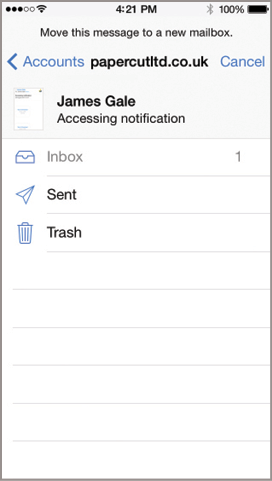 4:21 PM 100%
Move this message to a new mailbox.
Accounts papercutltd.co.uk Cancel
James Gale
Accessing notification
Inbox 1
Sent
Trash